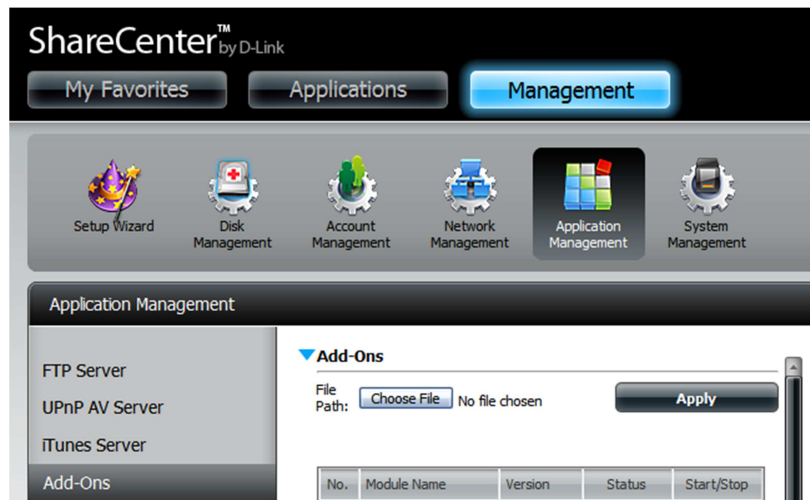 ShareCenter™ by D-Link
My Favorites Applications Management
Setup Wizard
Disk
Management
Account
Management
Network
Management
Application
Management
System
Management
Application Management
FTP Server
UPnP AV Server
iTunes Server
Add-Ons
Add-Ons
File
Path: Choose File No file chosen Apply
No. Module Name Version Status Start/Stop